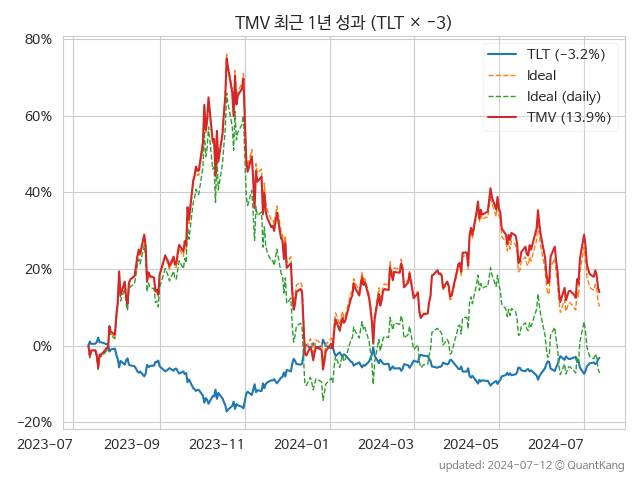 TMV 최근 1년 성과 (TLT × -3)
80%
60%
40%
20%
0%
-20%
TLT (-3.2%)
Ideal
Ideal (daily)
TMV (13.9%)
2023-07
2023-09
2023-11
2024-01
2024-03
2024-05
2024-07
updated: 2024-07-12 © QuantKang